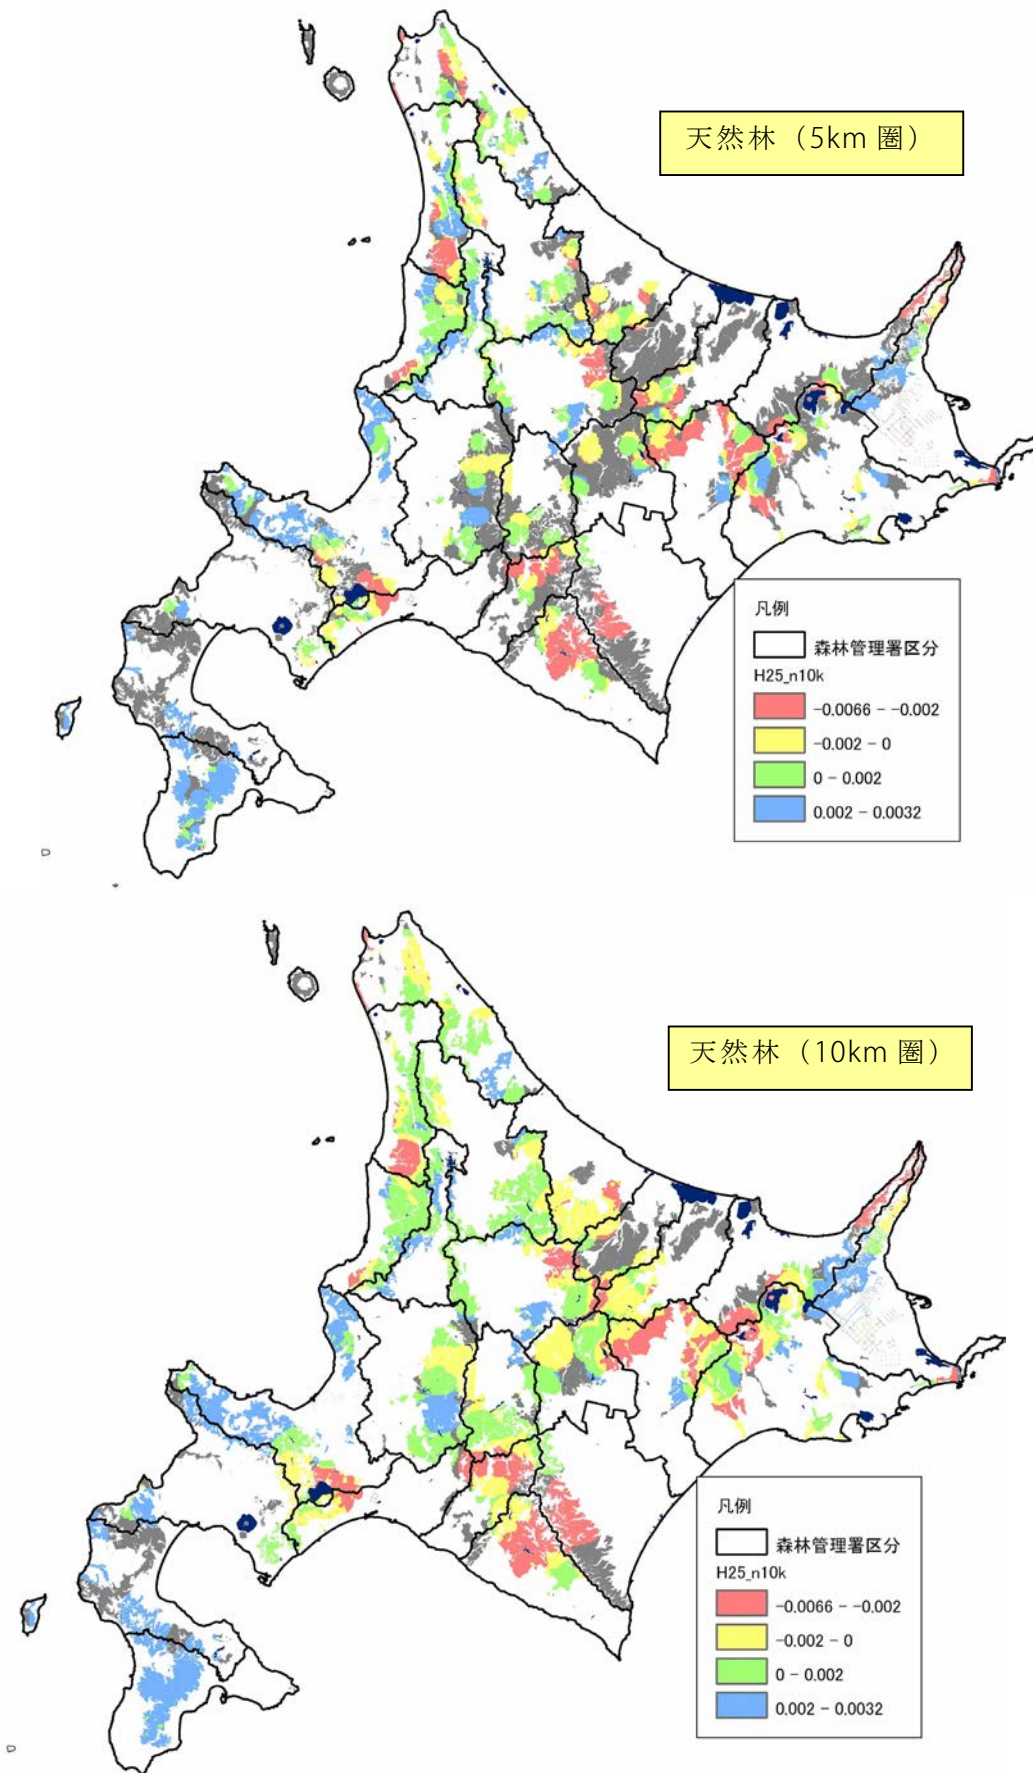 天然林（5km 圏）
凡例
森林管理署区分
H25_n10k
-0.0066 - -0.002
-0.002 - 0
0 - 0.002
0.002 - 0.0032
天然林（10km 圏）
凡例
森林管理署区分
H25_n10k
-0.0066 - -0.002
-0.002 - 0
0 - 0.002
0.002 - 0.0032